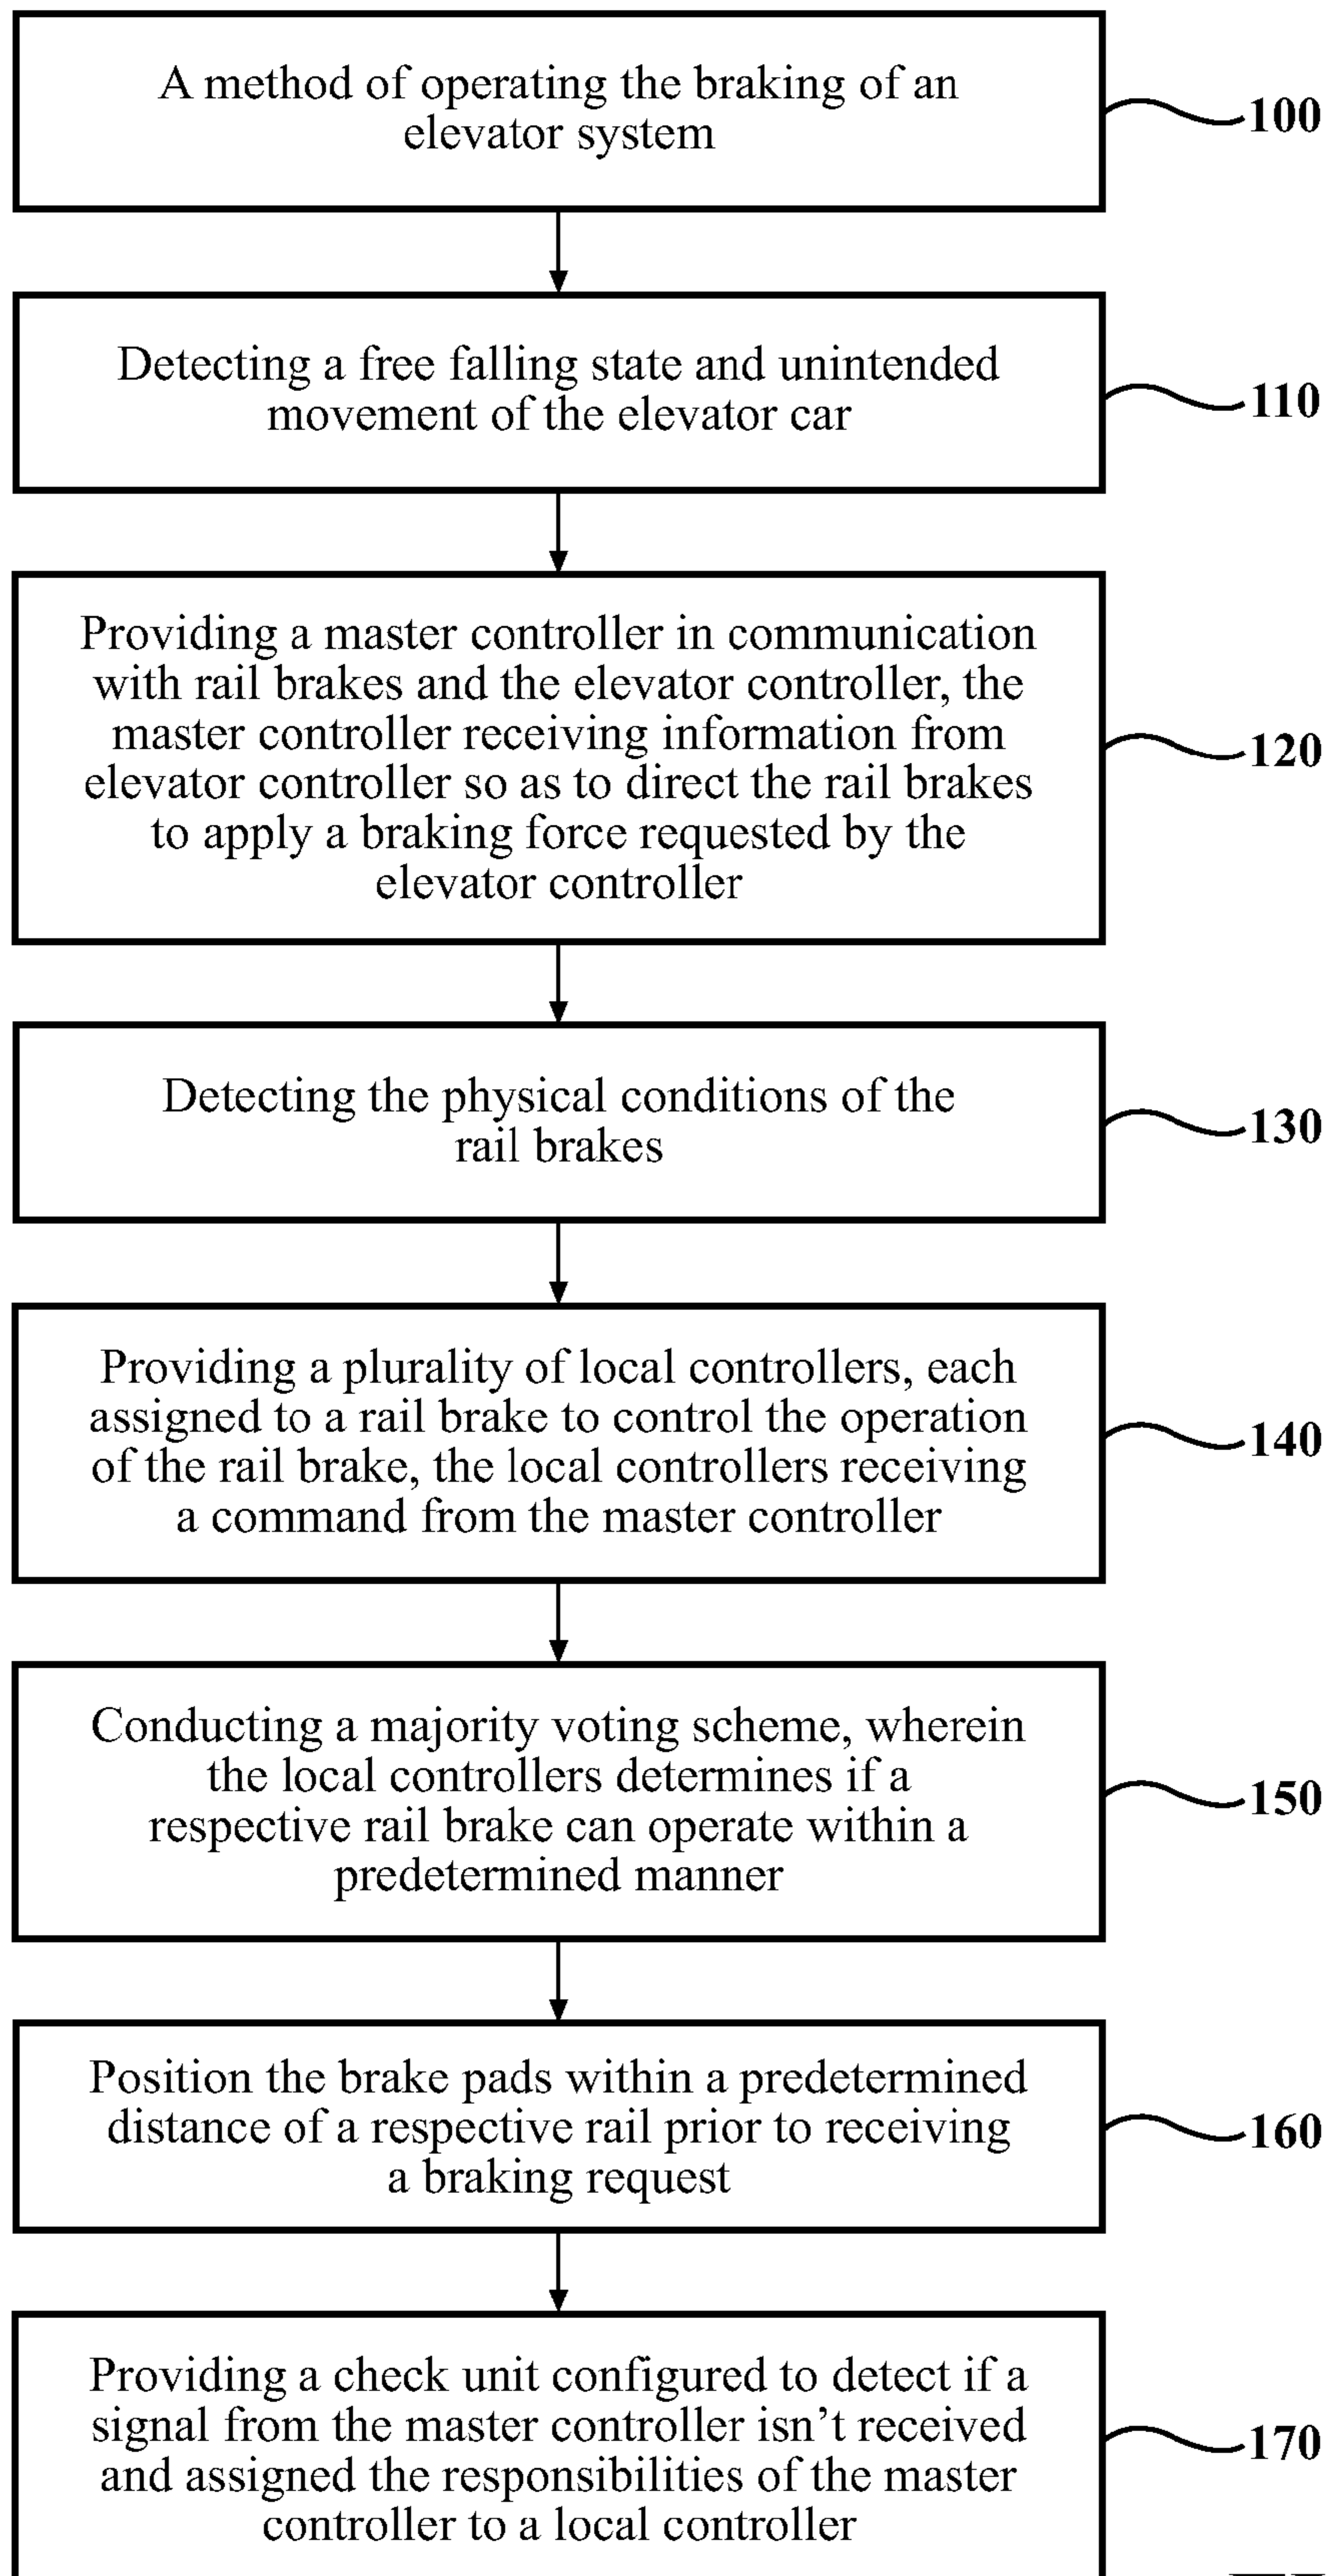 A method of operating the braking of an
elevator system
100
Detecting a free falling state and unintended
movement of the elevator car
110
Providing a master controller in communication
with rail brakes and the elevator controller, the
master controller receiving information from
elevator controller so as to direct the rail brakes
to apply a braking force requested by the
elevator controller
120
Detecting the physical conditions of the
rail brakes
130
Providing a plurality of local controllers, each
assigned to a rail brake to control the operation
of the rail brake, the local controllers receiving
a command from the master controller
140
Conducting a majority voting scheme, wherein
the local controllers determines if a
respective rail brake can operate within a
predetermined manner
150
Position the brake pads within a predetermined
distance of a respective rail prior to receiving
a braking request
160
Providing a check unit configured to detect if a
signal from the master controller isn’t received
and assigned the responsibilities of the master
controller to a local controller
170